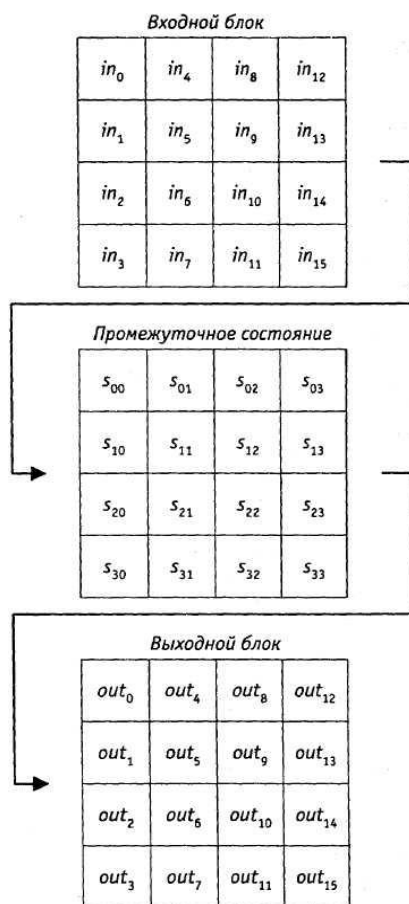 Входной блок
in₀ in₄ in₈ in₁₂
in₁ in₅ in₉ in₁₃
in₂ in₆ in₁₀ in₁₄
in₃ in₇ in₁₁ in₁₅
Промежуточное состояние
s₀₀ s₀₁ s₀₂ s₀₃
s₁₀ s₁₁ s₁₂ s₁₃
s₂₀ s₂₁ s₂₂ s₂₃
s₃₀ s₃₁ s₃₂ s₃₃
Выходной блок
out₀ out₄ out₈ out₁₂
out₁ out₅ out₉ out₁₃
out₂ out₆ out₁₀ out₁₄
out₃ out₇ out₁₁ out₁₅